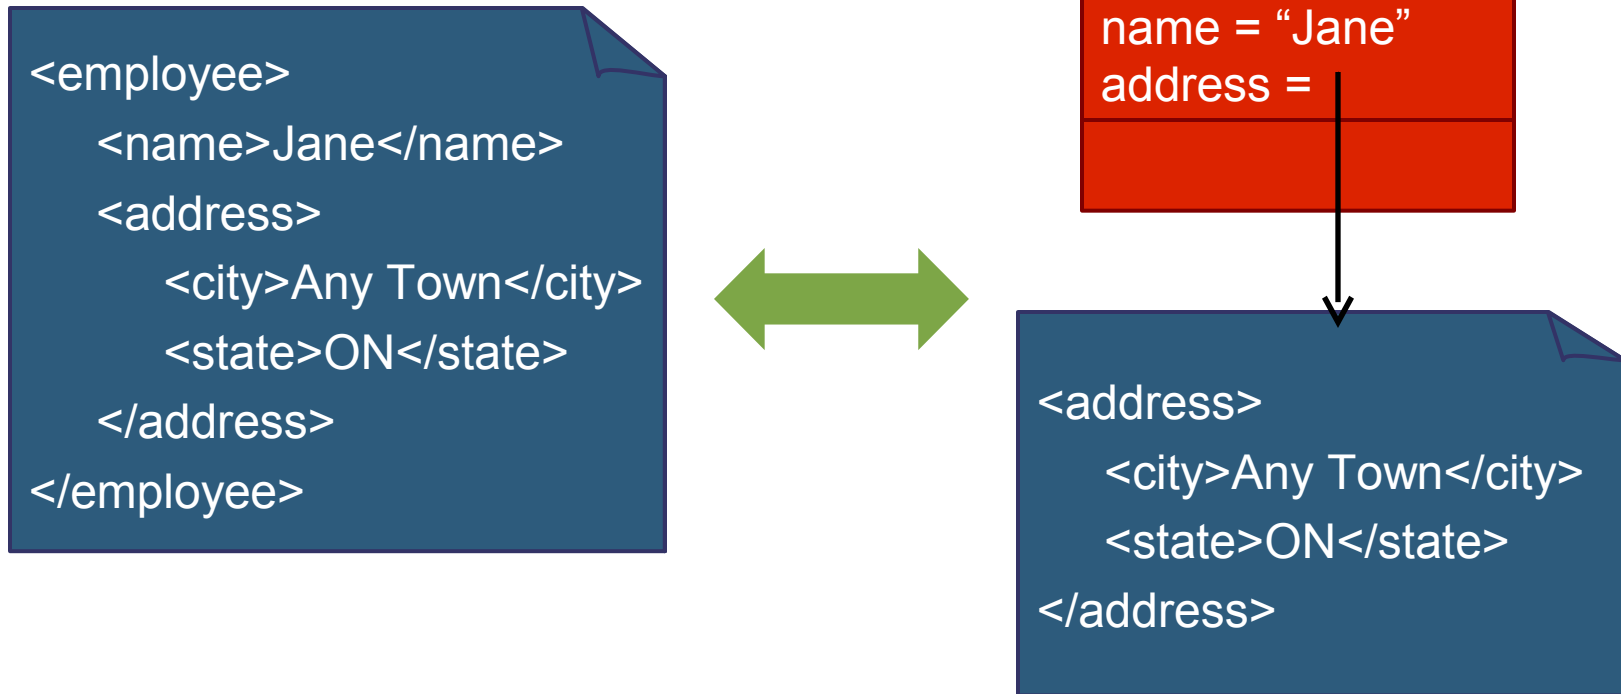 <employee>
<name>Jane</name>
<address>
<city>Any Town</city>
<state>ON</state>
</address>
</employee>
name = “Jane”
address =
<address>
<city>Any Town</city>
<state>ON</state>
</address>